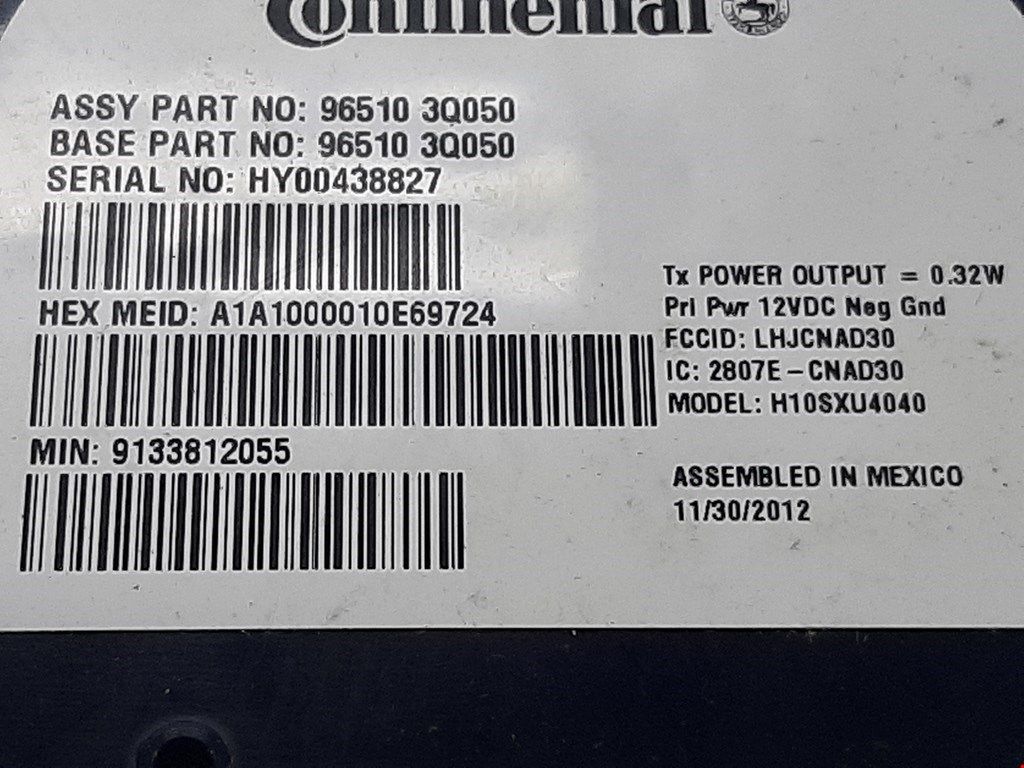 Continental
ASSY PART NO: 96510 3Q050
BASE PART NO: 96510 3Q050
SERIAL NO: HY00438827
HEX MEID: A1A1000010E69724
MIN: 9133812055
Tx POWER OUTPUT = 0.32W
Pri Pwr 12VDC Neg Gnd
FCCID: LHJCNAD30
IC: 2807E-CNAD30
MODEL: H10SXU4040
ASSEMBLED IN MEXICO
11/30/2012